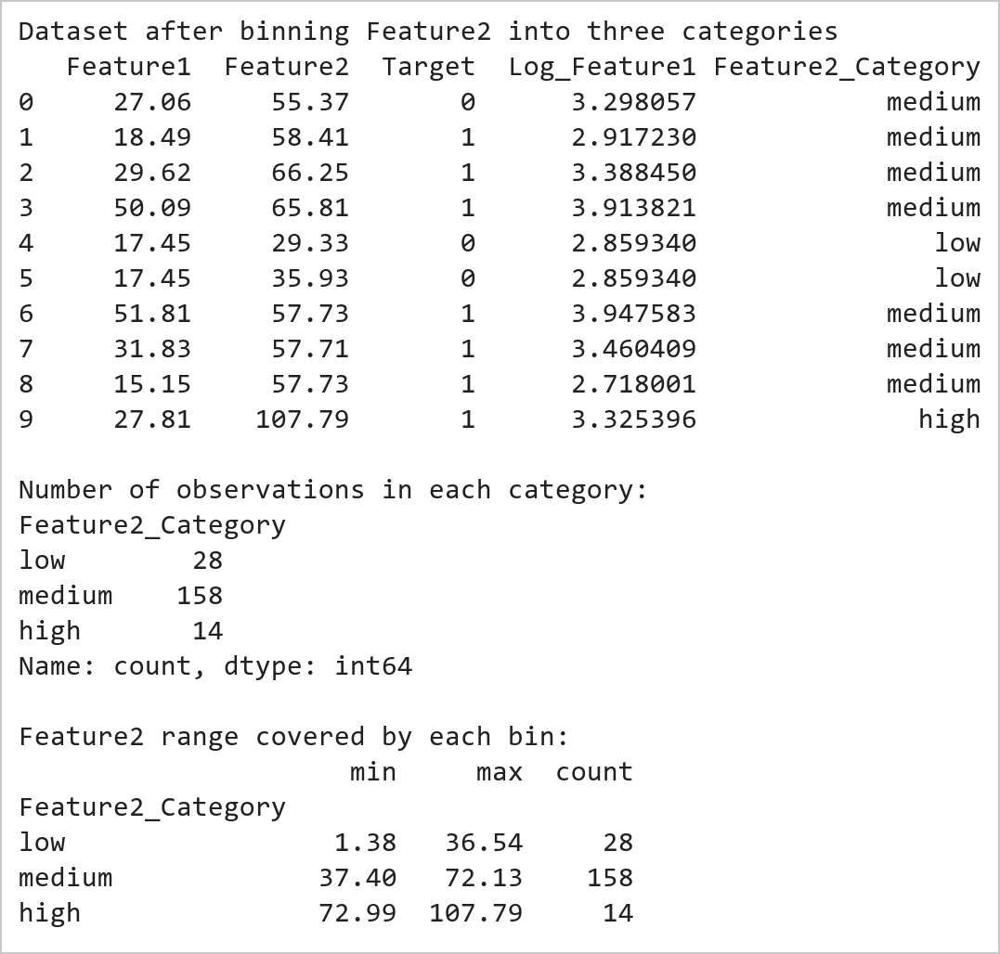 Dataset after binning Feature2 into three categories
   Feature1  Feature2  Target  Log_Feature1 Feature2_Category
0     27.06     55.37       0      3.298057            medium
1     18.49     58.41       1      2.917230            medium
2     29.62     66.25       1      3.388450            medium
3     50.09     65.81       1      3.913821            medium
4     17.45     29.33       0      2.859340               low
5     17.45     35.93       0      2.859340               low
6     51.81     57.73       1      3.947583            medium
7     31.83     57.71       1      3.460409            medium
8     15.15     57.73       1      2.718001            medium
9     27.81    107.79       1      3.325396              high

Number of observations in each category:
Feature2_Category
low        28
medium    158
high       14
Name: count, dtype: int64

Feature2 range covered by each bin:
                     min     max  count
Feature2_Category
low                 1.38   36.54     28
medium             37.40   72.13    158
high               72.99  107.79     14